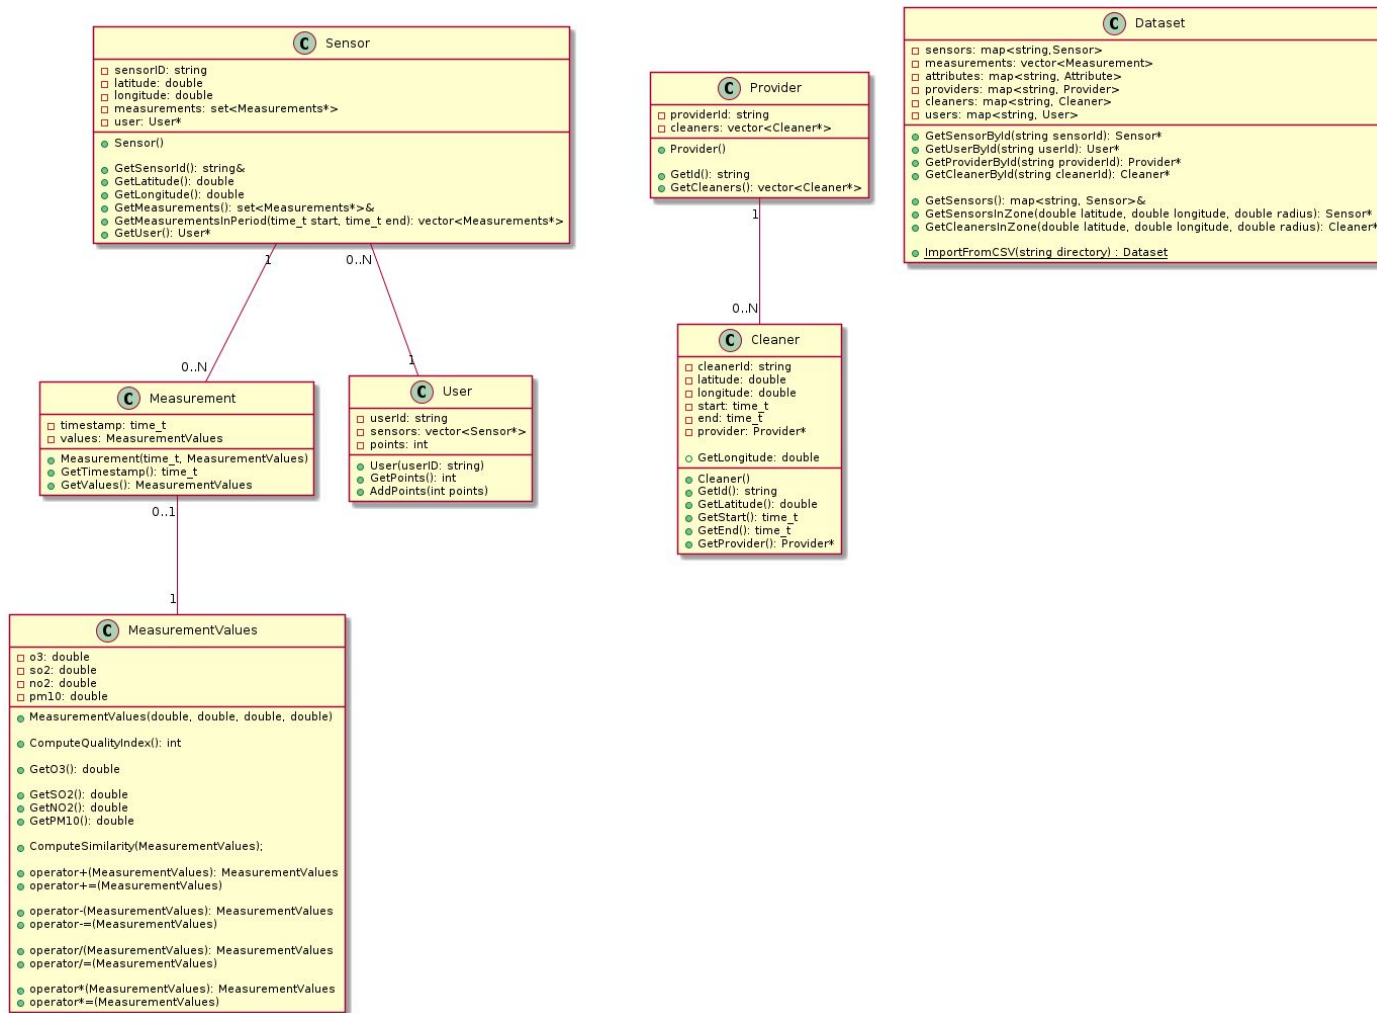 C Sensor
sensorID: string
latitude: double
longitude: double
measurements: set<Measurements*>
user: User*
Sensor()
GetSensorId(): string&
GetLatitude(): double
GetLongitude(): double
GetMeasurements(): set<Measurements*>&
GetMeasurementsInPeriod(time_t start, time_t end): vector<Measurements*>
GetUser(): User*
C Provider
providerId: string
cleaners: vector<Cleaner*>
Provider()
GetId(): string
GetCleaners(): vector<Cleaner*>
C Dataset
sensors: map<string,Sensor>
measurements: vector<Measurement>
attributes: map<string, Attribute>
providers: map<string, Provider>
cleaners: map<string, Cleaner>
users: map<string, User>
GetSensorById(string sensorId): Sensor*
GetUserById(string userId): User*
GetProviderById(string providerId): Provider*
GetCleanerById(string cleanerId): Cleaner*
GetSensors(): map<string, Sensor>&
GetSensorsInZone(double latitude, double longitude, double radius): Sensor*
GetCleanersInZone(double latitude, double longitude, double radius): Cleaner*
ImportFromCSV(string directory) : Dataset
1
0..N
1
0..N
1
0..N
C Measurement
timestamp: time_t
values: MeasurementValues
Measurement(time_t, MeasurementValues)
GetTimestamp(): time_t
GetValues(): MeasurementValues
C User
userId: string
sensors: vector<Sensor*>
points: int
User(userID: string)
GetPoints(): int
AddPoints(int points)
C Cleaner
cleanerId: string
latitude: double
longitude: double
start: time_t
end: time_t
provider: Provider*
GetLongitude: double
Cleaner()
GetId(): string
GetLatitude(): double
GetStart(): time_t
GetEnd(): time_t
GetProvider(): Provider*
0..1
1
C MeasurementValues
o3: double
so2: double
no2: double
pm10: double
MeasurementValues(double, double, double, double)
ComputeQualityIndex(): int
GetO3(): double
GetSO2(): double
GetNO2(): double
GetPM10(): double
ComputeSimilarity(MeasurementValues);
operator+(MeasurementValues): MeasurementValues
operator+=(MeasurementValues)
operator-(MeasurementValues): MeasurementValues
operator-=(MeasurementValues)
operator/(MeasurementValues): MeasurementValues
operator/=(MeasurementValues)
operator*(MeasurementValues): MeasurementValues
operator*=(MeasurementValues)